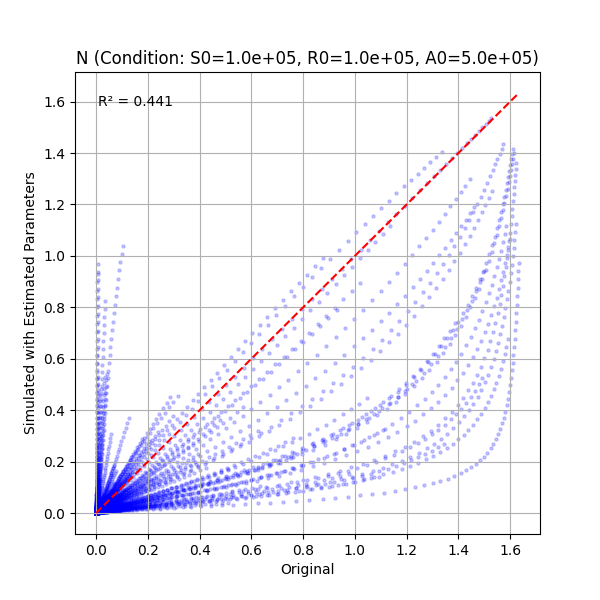 N (Condition: S0=1.0e+05, R0=1.0e+05, A0=5.0e+05)
R² = 0.441
1.6
1.4
1.2
1.0
0.8
0.6
0.4
0.2
0.0
Simulated with Estimated Parameters
0.0 0.2 0.4 0.6 0.8 1.0 1.2 1.4 1.6
Original